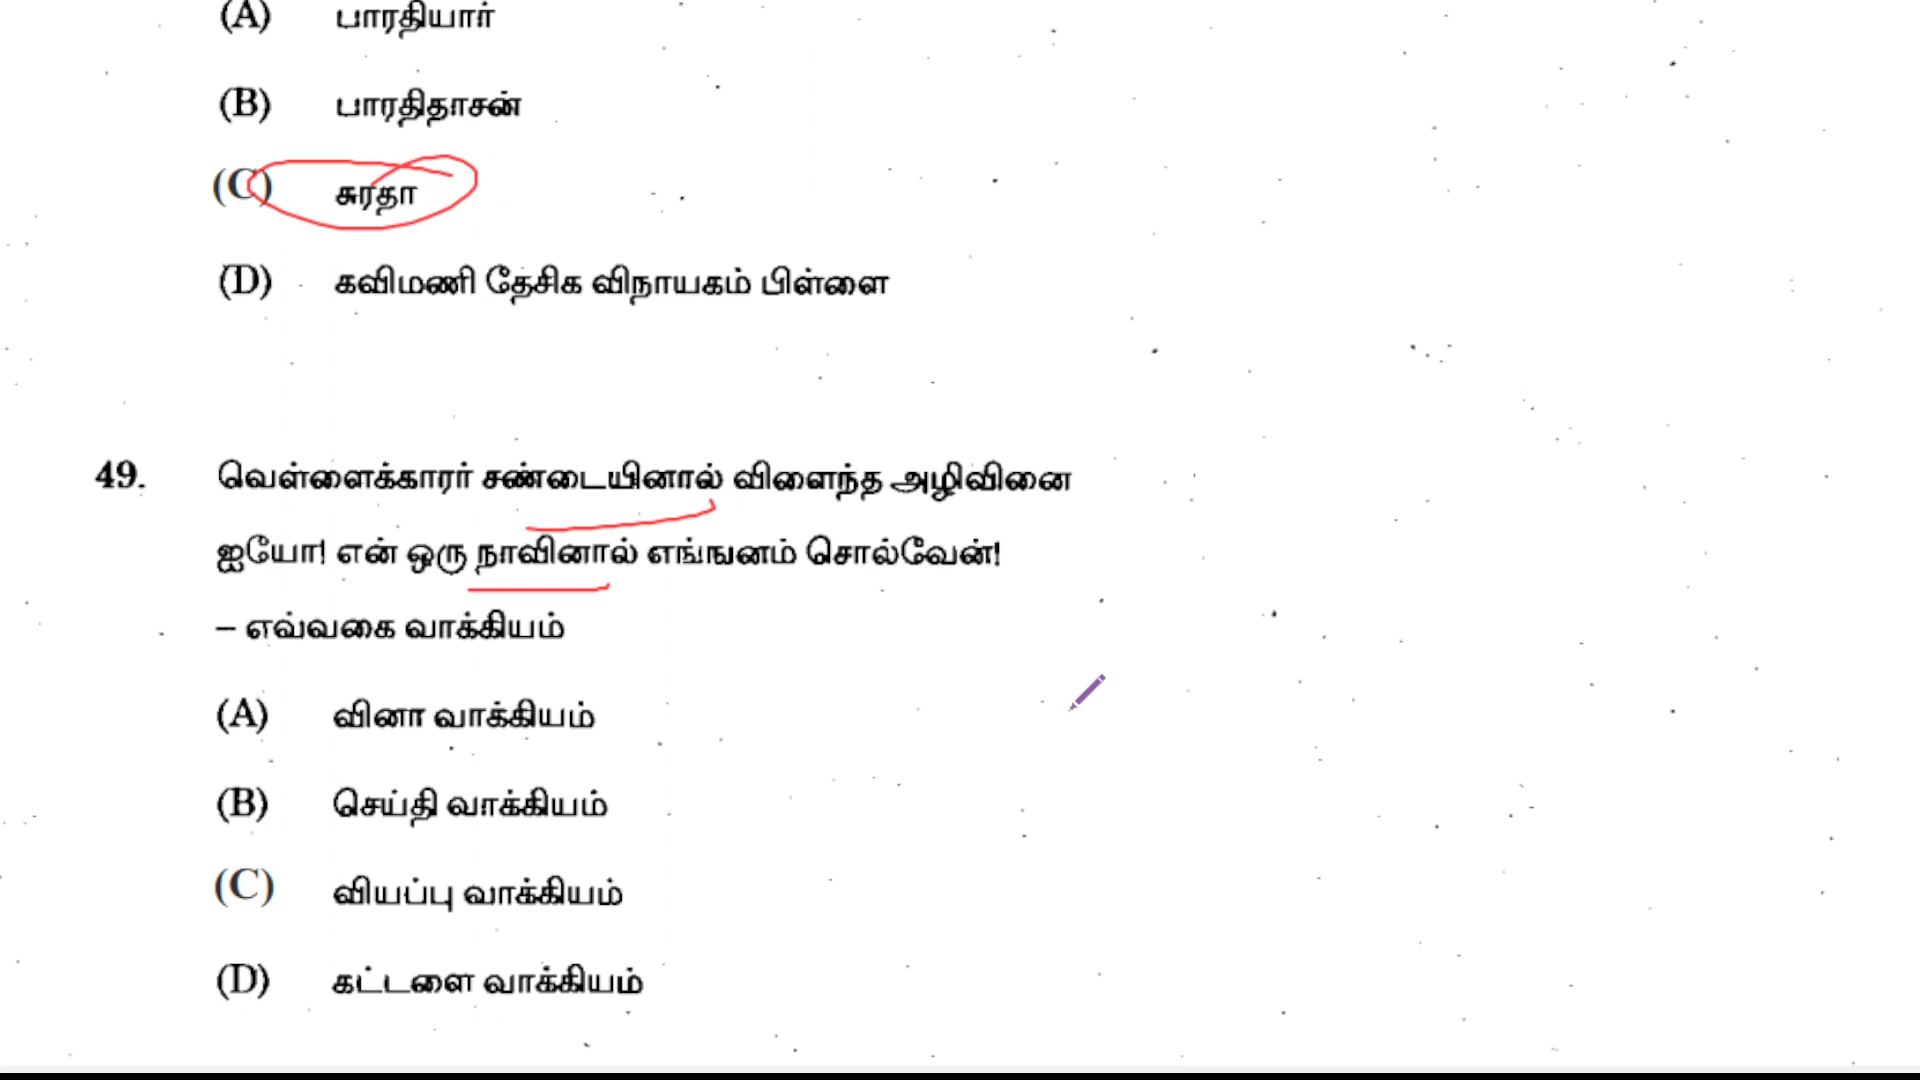 (A) பாரதியார்
(B) பாரதிதாசன்
(C) சுரதா
(D) கவிமணி தேசிக விநாயகம் பிள்ளை
49. வெள்ளைக்காரர் சண்டையினால் விளைந்த அழிவினை
ஐயோ! என் ஒரு நாவினால் எங்ஙனம் சொல்வேன்!
– எவ்வகை வாக்கியம்
(A) வினா வாக்கியம்
(B) செய்தி வாக்கியம்
(C) வியப்பு வாக்கியம்
(D) கட்டளை வாக்கியம்